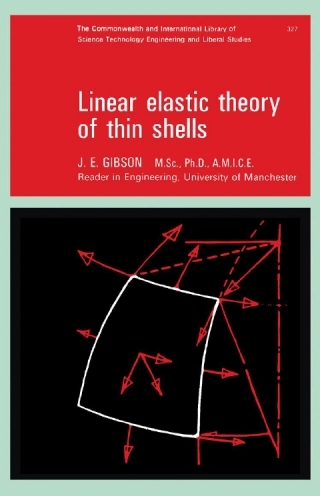 The Commonwealth and International Library of 327
Science Technology Engineering and Liberal Studies
Linear elastic theory
of thin shells
J. E. GIBSON M.Sc., Ph.D., A.M.I.C.E.
Reader in Engineering, University of Manchester